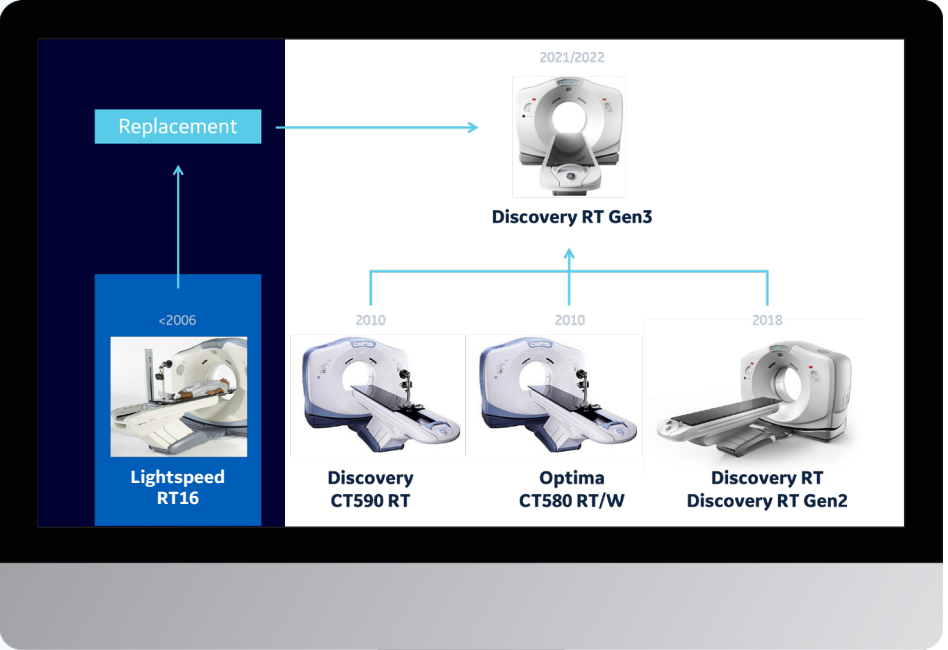 2021/2022
Replacement
Discovery RT Gen3
<2006
2010
2010
2018
Lightspeed
RT16
Discovery
CT590 RT
Optima
CT580 RT/W
Discovery RT
Discovery RT Gen2